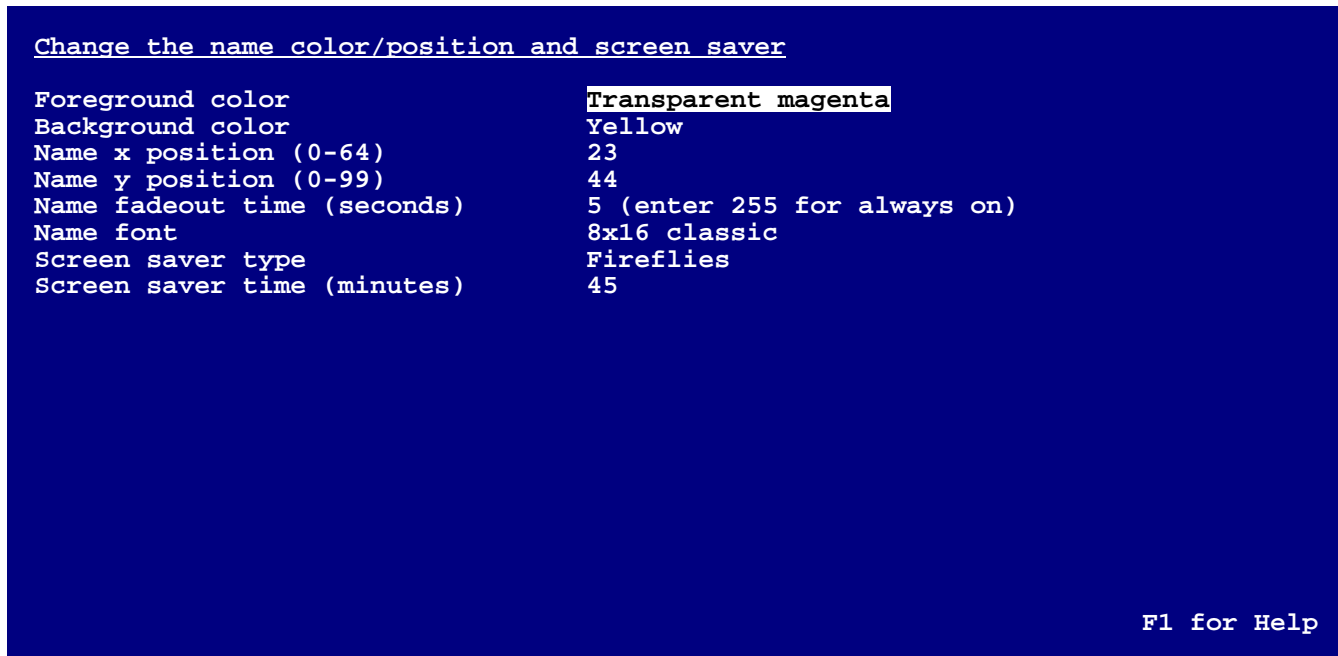 Change the name color/position and screen saver
Foreground color Transparent magenta
Background color Yellow
Name x position (0-64) 23
Name y position (0-99) 44
Name fadeout time (seconds) 5 (enter 255 for always on)
Name font 8x16 classic
Screen saver type Fireflies
Screen saver time (minutes) 45
F1 for Help